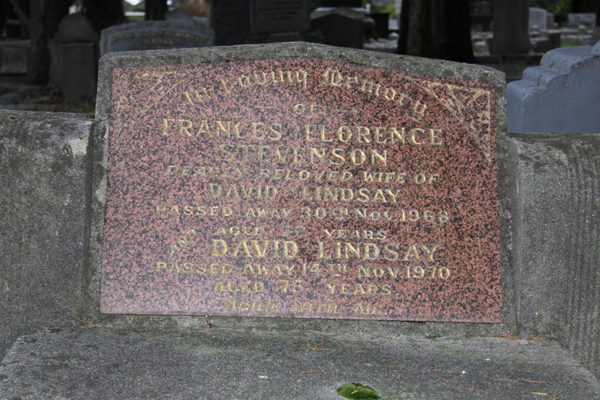 In Loving Memory
OF
FRANCES FLORENCE
STEVENSON
DEARLY BELOVED WIFE OF
DAVID LINDSAY
PASSED AWAY 30TH NOV. 1968
AGED YEARS
AND DAVID LINDSAY
PASSED AWAY 14TH NOV. 1970
AGED 75 YEARS